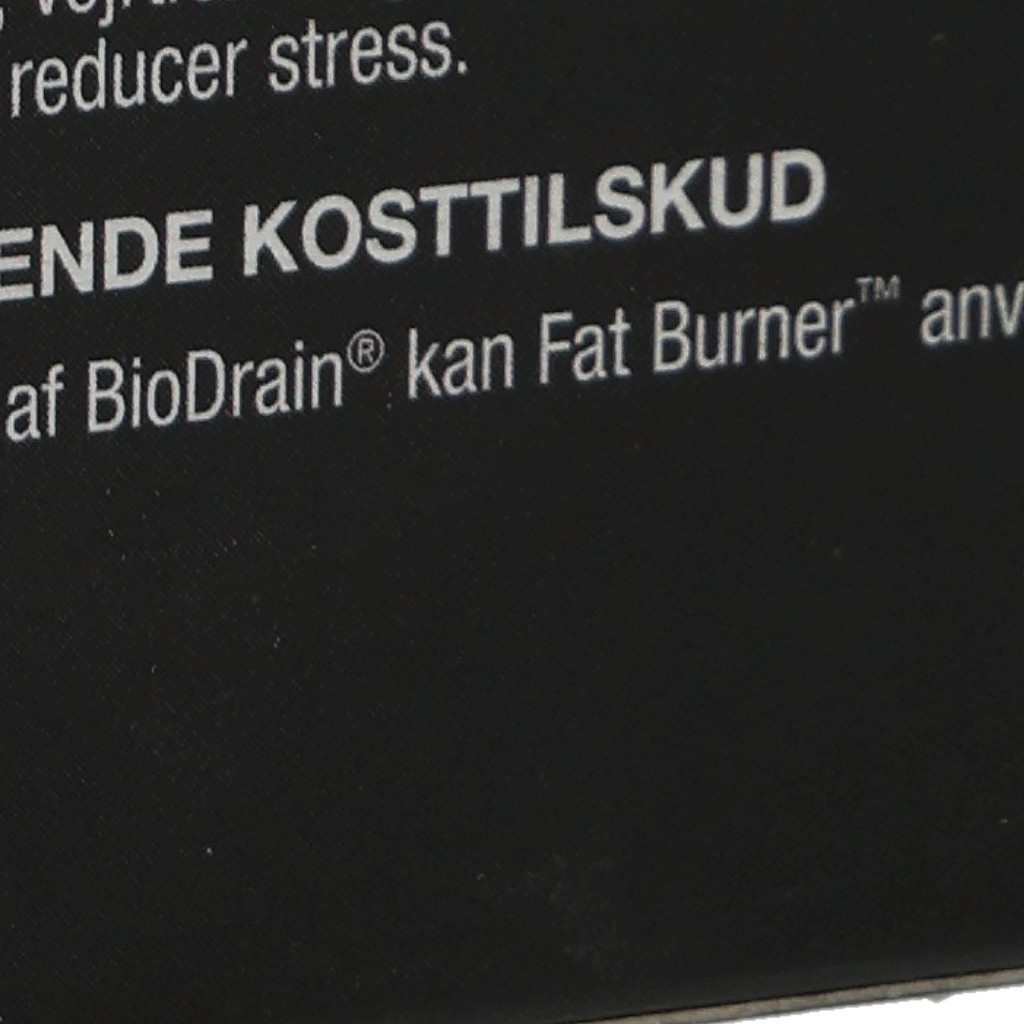 reducer stress.
ENDE KOSTTILSKUD
af BioDrain® kan Fat Burner™ anv